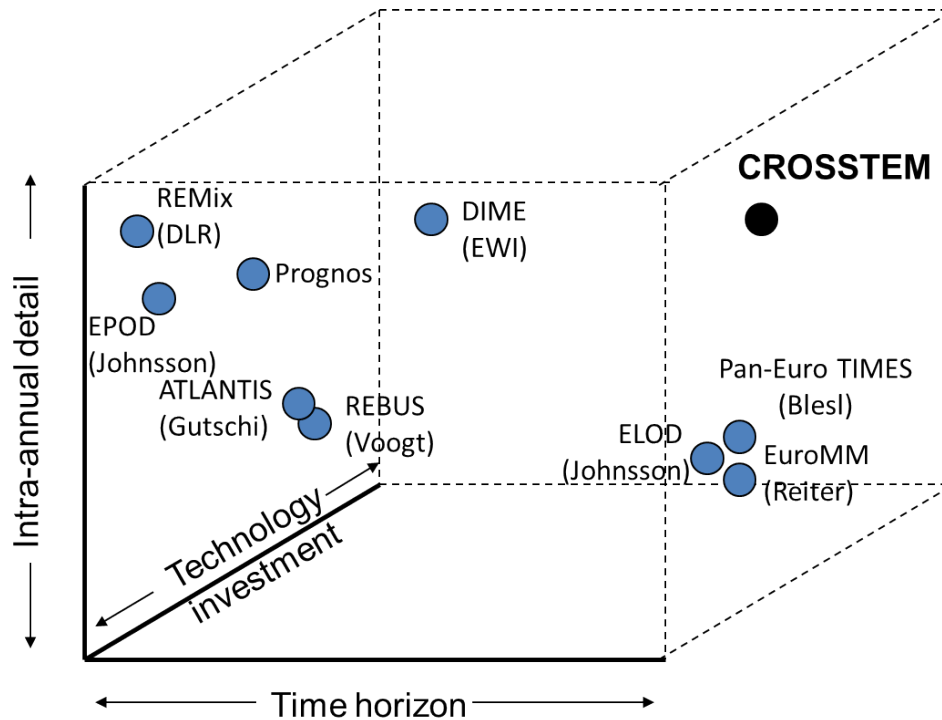 CROSSTEM
REMix
(DLR)
DIME
(EWI)
Prognos
EPOD
(Johnsson)
ATLANTIS
(Gutschi)
REBUS
(Voogt)
Pan-Euro TIMES
(Blesl)
ELOD
(Johnsson)
EuroMM
(Reiter)
Intra-annual detail
Technology
investment
Time horizon